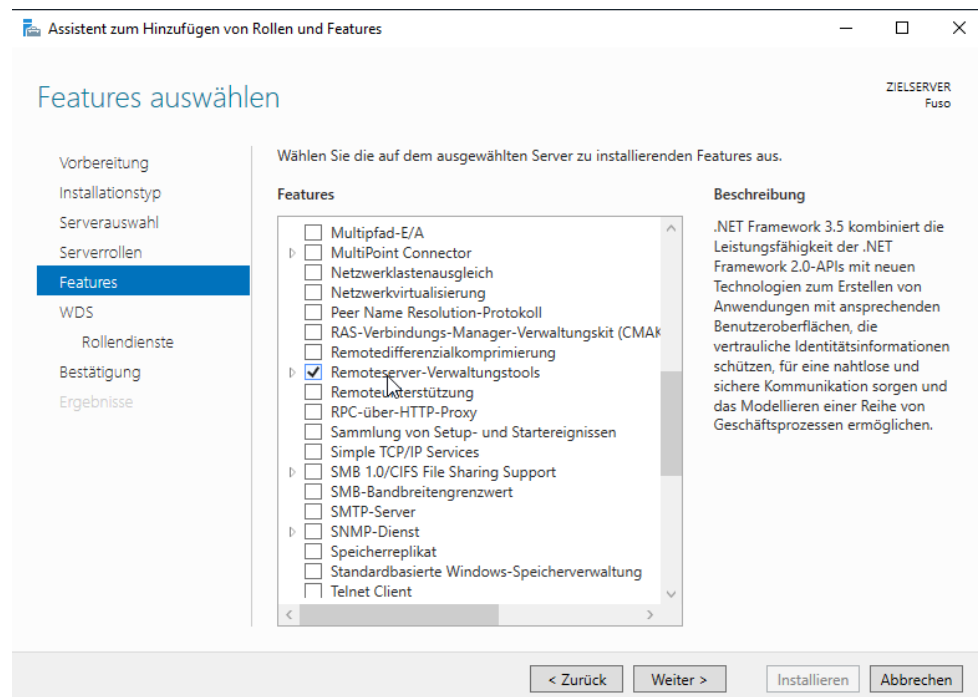 Assistent zum Hinzufügen von Rollen und Features
Features auswählen
ZIELSERVER
Fuso
Vorbereitung
Installationstyp
Serverauswahl
Serverrollen
Features
WDS
Rollendienste
Bestätigung
Ergebnisse
Wählen Sie die auf dem ausgewählten Server zu installierenden Features aus.
Features
Multipfad-E/A
MultiPoint Connector
Netzwerklastenausgleich
Netzwerkvirtualisierung
Peer Name Resolution-Protokoll
RAS-Verbindungs-Manager-Verwaltungskit (CMAK
Remotedifferenzialkomprimierung
Remoteserver-Verwaltungstools
Remoteunterstützung
RPC-über-HTTP-Proxy
Sammlung von Setup- und Startereignissen
Simple TCP/IP Services
SMB 1.0/CIFS File Sharing Support
SMB-Bandbreitengrenzwert
SMTP-Server
SNMP-Dienst
Speicherreplikat
Standardbasierte Windows-Speicherverwaltung
Telnet Client
Beschreibung
.NET Framework 3.5 kombiniert die
Leistungsfähigkeit der .NET
Framework 2.0-APIs mit neuen
Technologien zum Erstellen von
Anwendungen mit ansprechenden
Benutzeroberflächen, die
vertrauliche Identitätsinformationen
schützen, für eine nahtlose und
sichere Kommunikation sorgen und
das Modellieren einer Reihe von
Geschäftsprozessen ermöglichen.
< Zurück
Weiter >
Installieren
Abbrechen